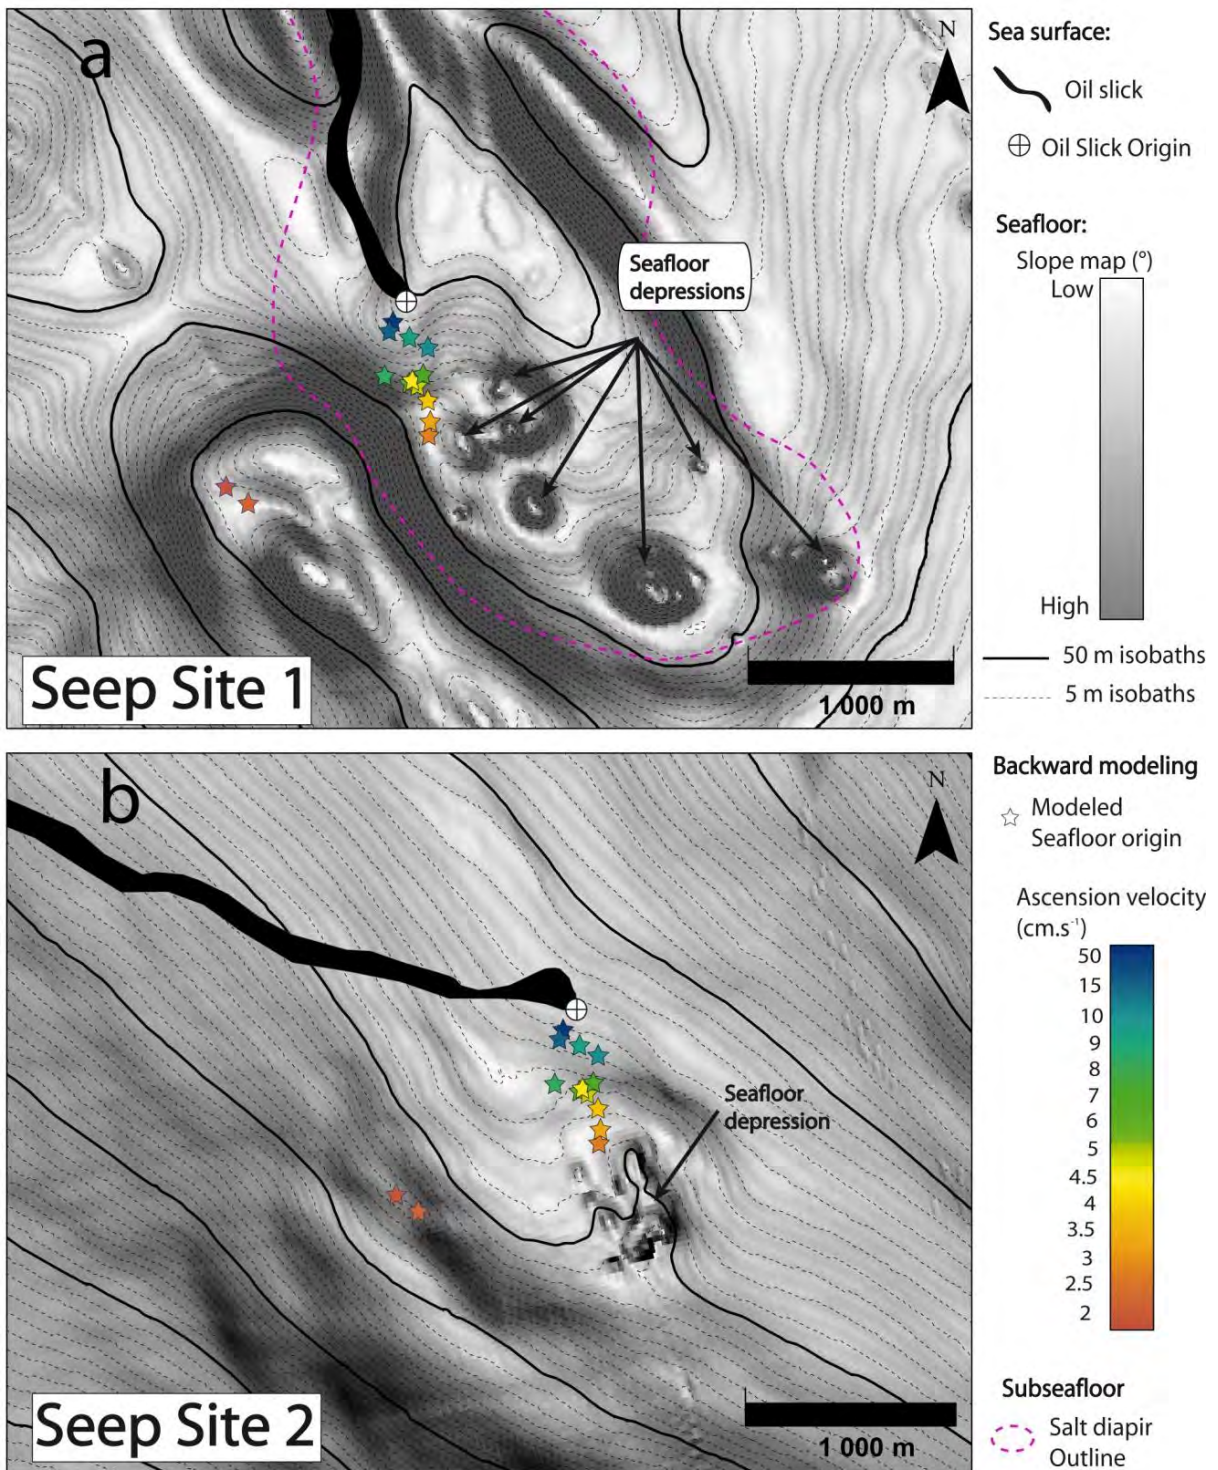 a
N
Seafloor
depressions
Seep Site 1
1 000 m
Sea surface:
Oil slick
Oil Slick Origin
Seafloor:
Slope map (°)
Low
High
50 m isobaths
5 m isobaths
b
N
Seafloor
depression
Seep Site 2
1 000 m
Backward modeling
Modeled
Seafloor origin
Ascension velocity
(cm.s⁻¹)
50
15
10
9
8
7
6
5
4.5
4
3.5
3
2.5
2
Subseafloor
Salt diapir
Outline